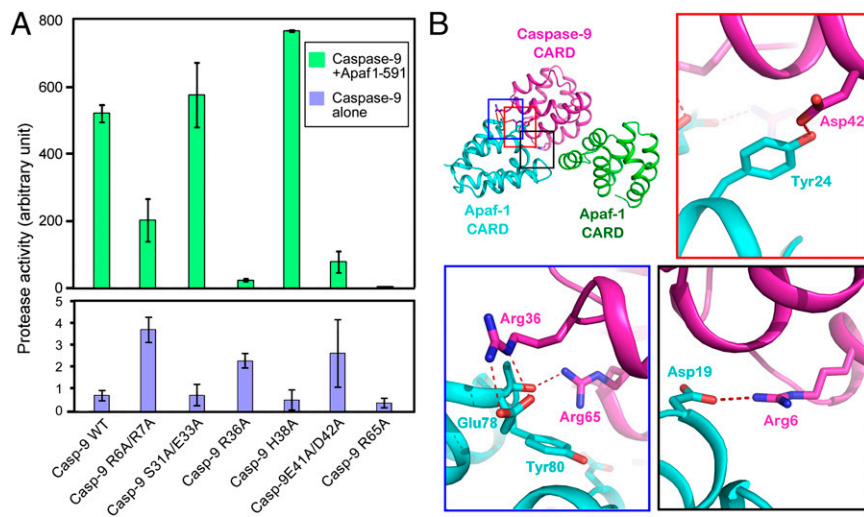 A
Protease activity (arbitrary unit)
800
600
400
200
0
Caspase-9
+Apaf1-591
Caspase-9
alone
5
4
3
2
1
0
Casp-9 WT
Casp-9 R6A/R7A
Casp-9 S31A/E33A
Casp-9 R36A
Casp-9 H38A
Casp-9E41A/D42A
Casp-9 R65A
B
Caspase-9
CARD
Apaf-1
CARD
Apaf-1
CARD
Asp42
Tyr24
Arg36
Glu78
Arg65
Tyr80
Asp19
Arg6